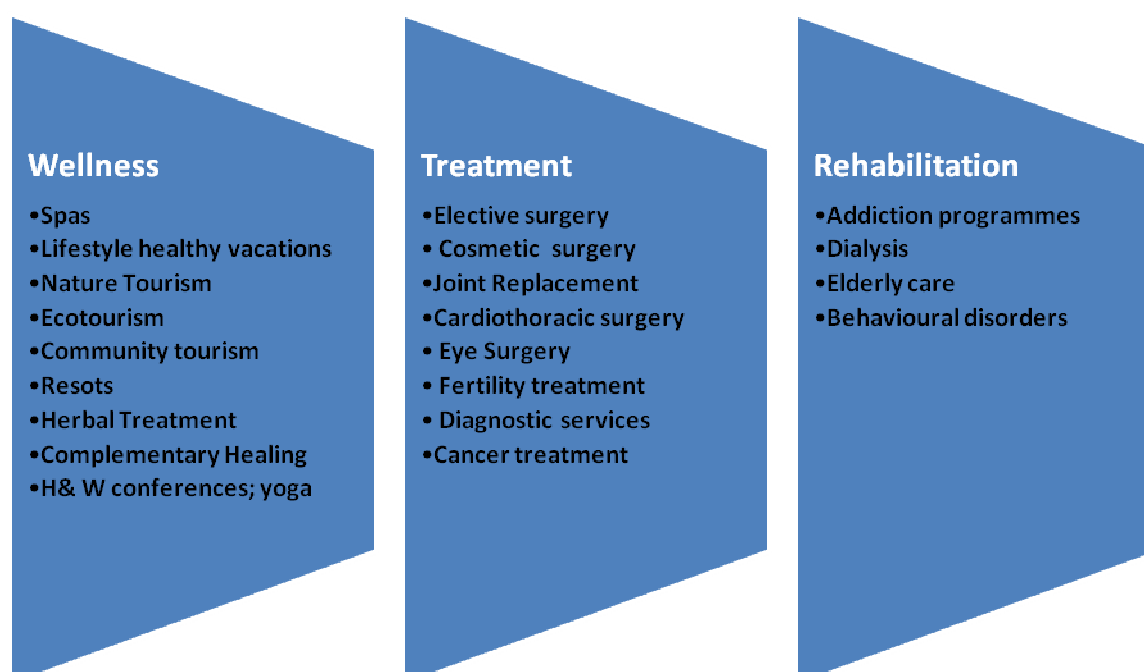 Wellness
•Spas
•Lifestyle healthy vacations
•Nature Tourism
•Ecotourism
•Community tourism
•Resots
•Herbal Treatment
•Complementary Healing
•H& W conferences; yoga
Treatment
•Elective surgery
• Cosmetic surgery
•Joint Replacement
•Cardiothoracic surgery
• Eye Surgery
• Fertility treatment
• Diagnostic services
•Cancer treatment
Rehabilitation
•Addiction programmes
•Dialysis
•Elderly care
•Behavioural disorders